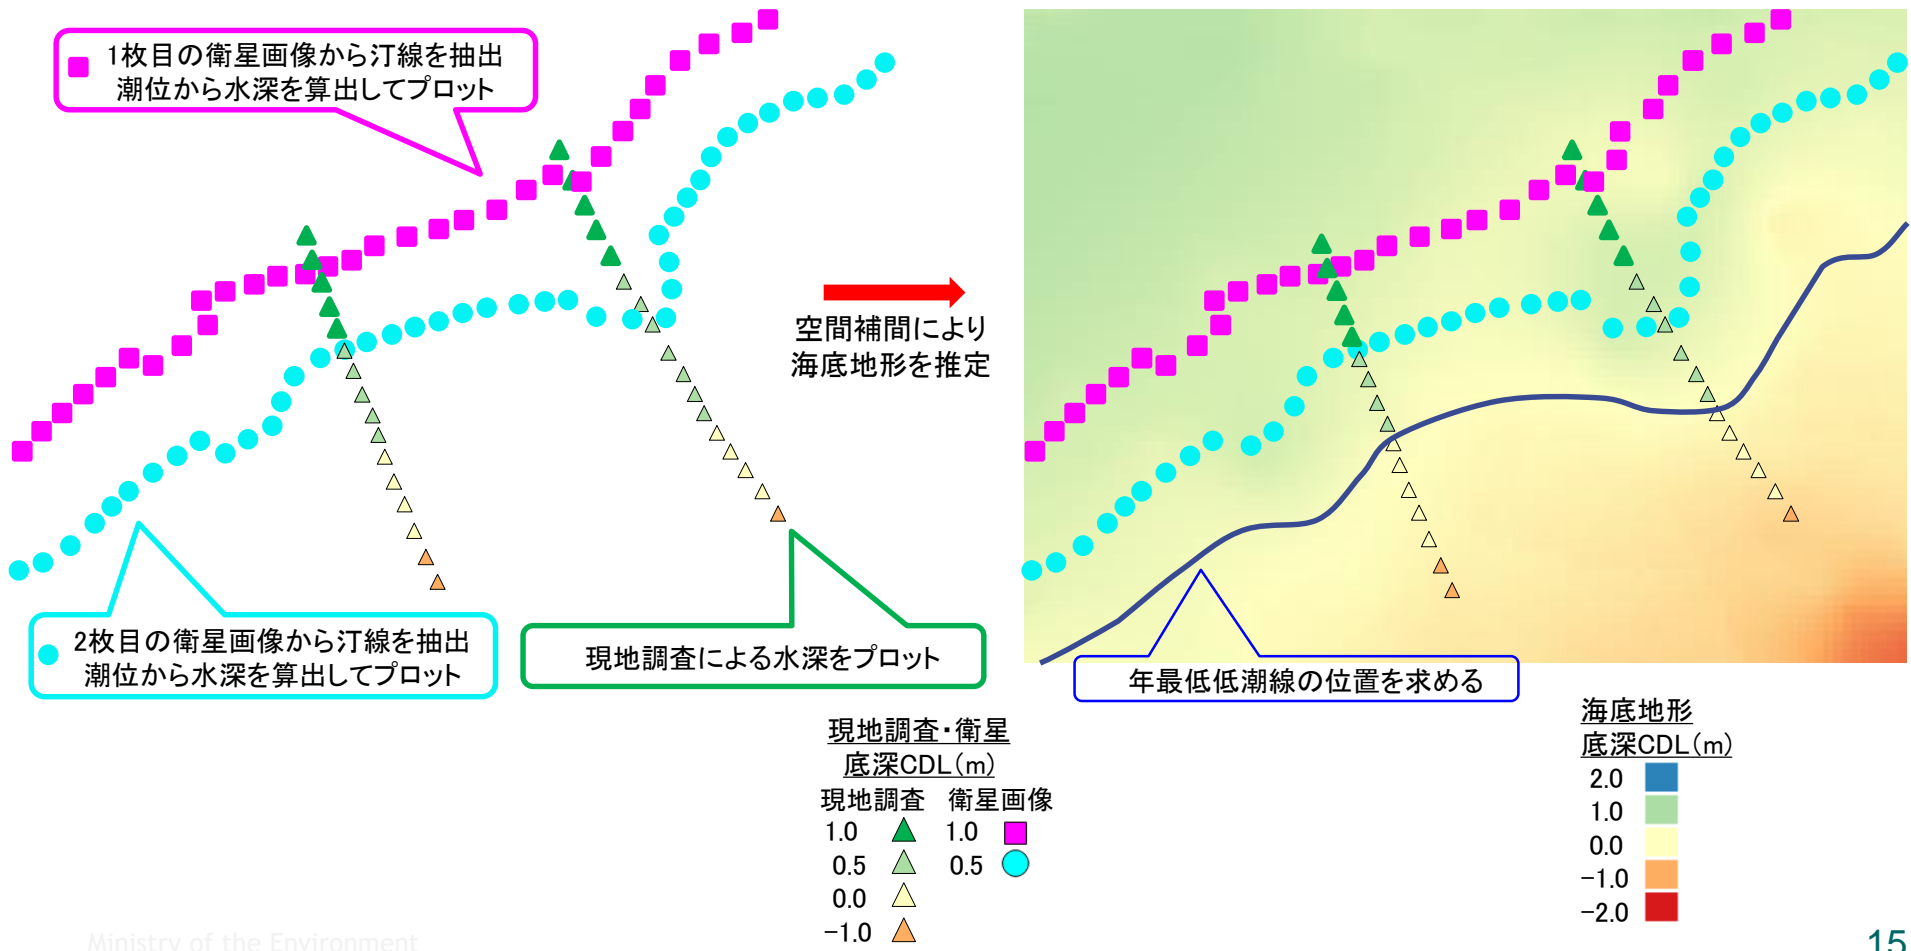 1枚目の衛星画像から汀線を抽出
潮位から水深を算出してプロット
空間補間により
海底地形を推定
2枚目の衛星画像から汀線を抽出
潮位から水深を算出してプロット
現地調査による水深をプロット
年最低低潮線の位置を求める
現地調査・衛星
底深CDL(m)
現地調査 衛星画像
1.0 1.0
0.5 0.5
0.0
-1.0
海底地形
底深CDL(m)
2.0
1.0
0.0
-1.0
-2.0
Ministry of the Environment
15